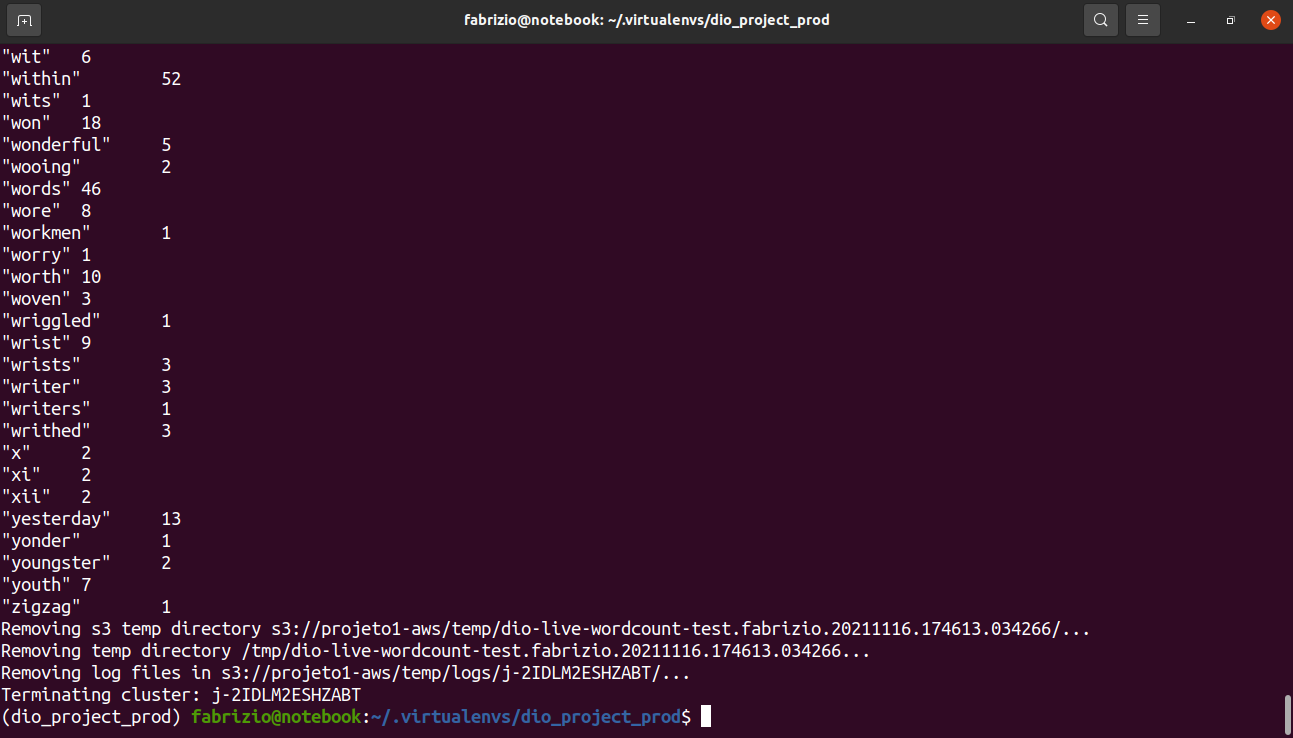 fabrizio@notebook: ~/.virtualenvs/dio_project_prod
"wit"	6
"within"	52
"wits"	1
"won"	18
"wonderful"	5
"wooing"	2
"words"	46
"wore"	8
"workmen"	1
"worry"	1
"worth"	10
"woven"	3
"wriggled"	1
"wrist"	9
"wrists"	3
"writer"	3
"writers"	1
"writhed"	3
"x"	2
"xi"	2
"xii"	2
"yesterday"	13
"yonder"	1
"youngster"	2
"youth"	7
"zigzag"	1
Removing s3 temp directory s3://projeto1-aws/temp/dio-live-wordcount-test.fabrizio.20211116.174613.034266/...
Removing temp directory /tmp/dio-live-wordcount-test.fabrizio.20211116.174613.034266...
Removing log files in s3://projeto1-aws/temp/logs/j-2IDLM2ESHZABT/...
Terminating cluster: j-2IDLM2ESHZABT
(dio_project_prod) fabrizio@notebook:~/.virtualenvs/dio_project_prod$